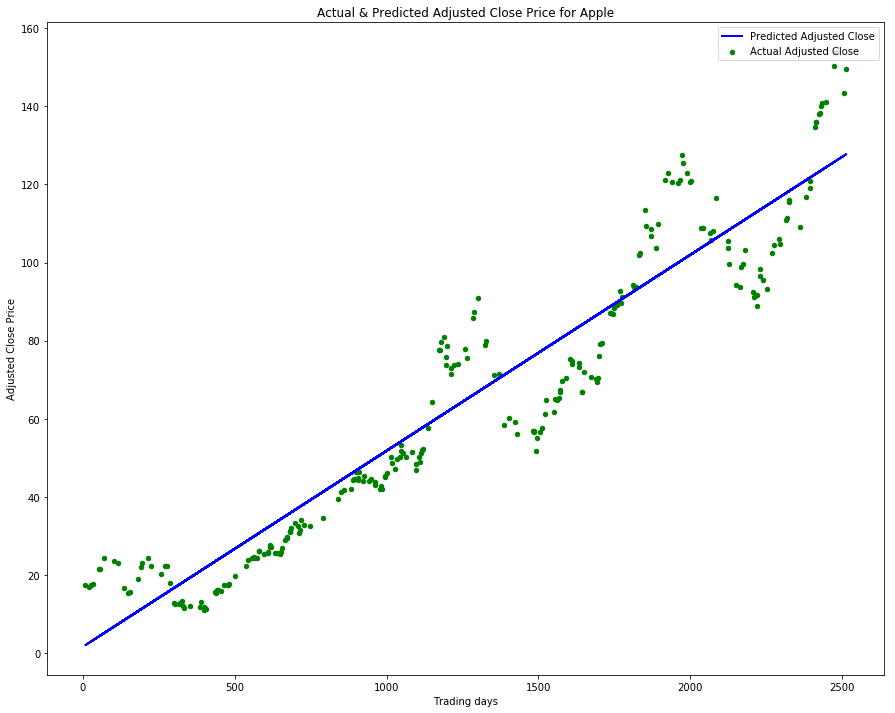 Actual & Predicted Adjusted Close Price for Apple
160
140
120
100
80
60
40
20
0
Adjusted Close Price
Predicted Adjusted Close
Actual Adjusted Close
0 500 1000 1500 2000 2500
Trading days